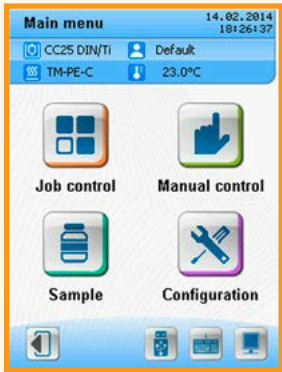 Main menu
14.02.2014
18:26:37
CC25 DIN/Ti
Default
TM-PE-C
23.0°C
Job control
Manual control
Sample
Configuration